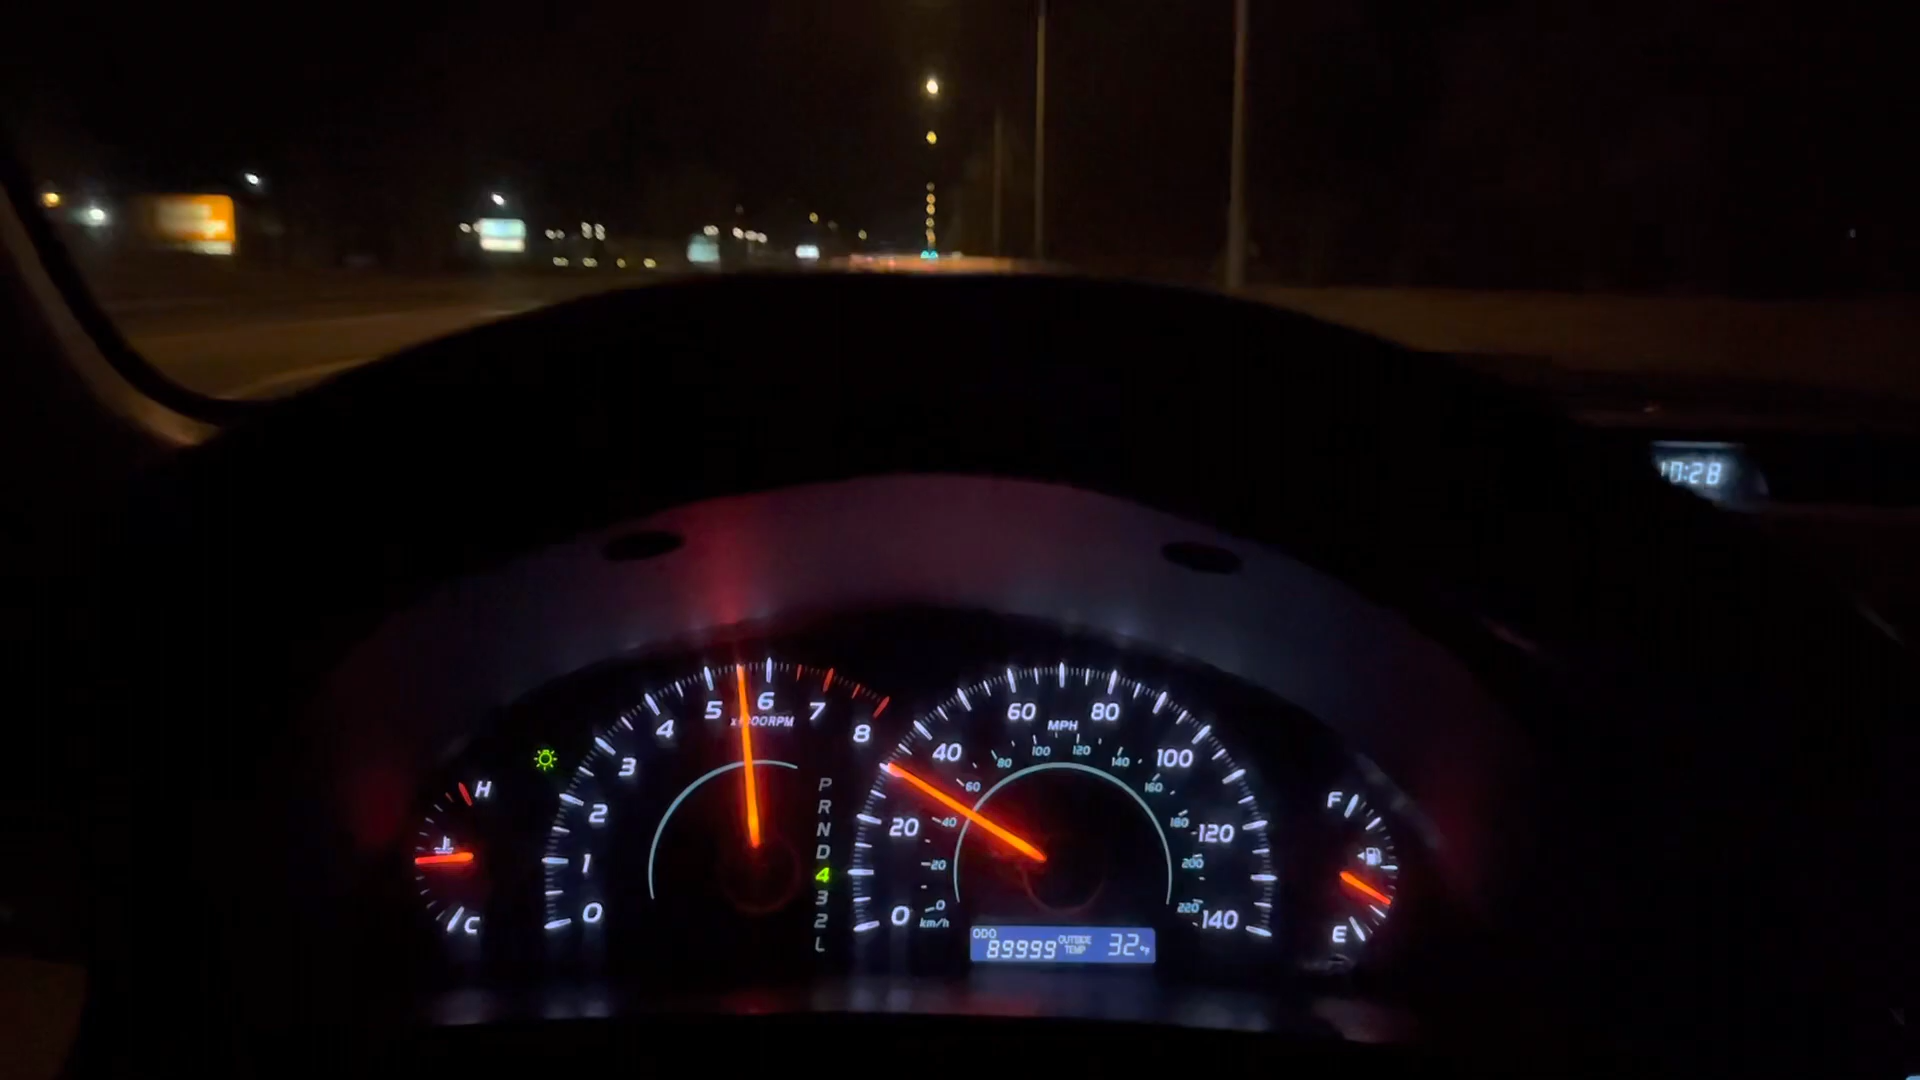 10:28
0 1 2 3 4 5 6 7 8
x1000RPM
H
C
P
R
N
D
4
3
2
L
0 20 40 60 80 100 120 140
MPH
0 20 40 60 80 100 120 140 160 180 200 220
km/h
ODO
89999
OUTSIDE
TEMP
32°F
F
E